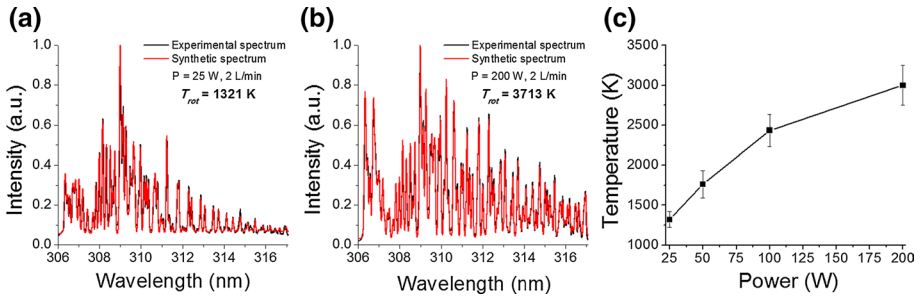 (a)
Experimental spectrum
Synthetic spectrum
P = 25 W, 2 L/min
Trot = 1321 K
Intensity (a.u.)
1.0
0.8
0.6
0.4
0.2
0.0
306 308 310 312 314 316
Wavelength (nm)
(b)
Experimental spectrum
Synthetic spectrum
P = 200 W, 2 L/min
Trot = 3713 K
Intensity (a.u.)
1.0
0.8
0.6
0.4
0.2
0.0
306 308 310 312 314 316
Wavelength (nm)
(c)
Temperature (K)
3500
3000
2500
2000
1500
1000
25 50 75 100 125 150 175 200
Power (W)